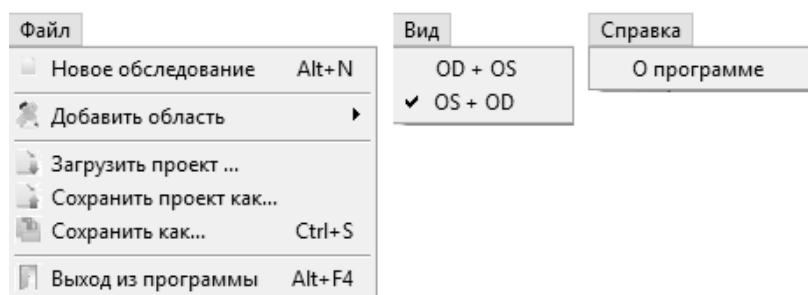 Файл
Новое обследование Alt+N
Добавить область
Загрузить проект ...
Сохранить проект как...
Сохранить как... Ctrl+S
Выход из программы Alt+F4
Вид
OD + OS
OS + OD
Справка
О программе